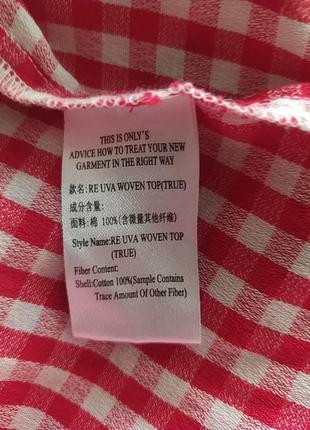 THIS IS ONLY'S
ADVICE HOW TO TREAT YOUR NEW
GARMENT IN THE RIGHT WAY
款名:RE UVA WOVEN TOP(TRUE)
成分含量:
面料: 棉 100%(含微量其他纤维)
Style Name:RE UVA WOVEN TOP
(TRUE)
Fiber Content:
Shell:Cotton 100%(Sample Contains
Trace Amount Of Other Fiber)